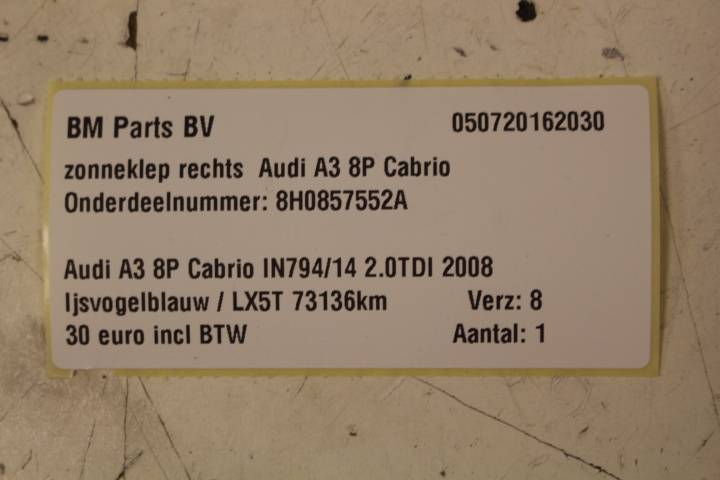 BM Parts BV 050720162030
zonneklep rechts Audi A3 8P Cabrio
Onderdeelnummer: 8H0857552A
Audi A3 8P Cabrio IN794/14 2.0TDI 2008
Ijsvogelblauw / LX5T 73136km Verz: 8
30 euro incl BTW Aantal: 1